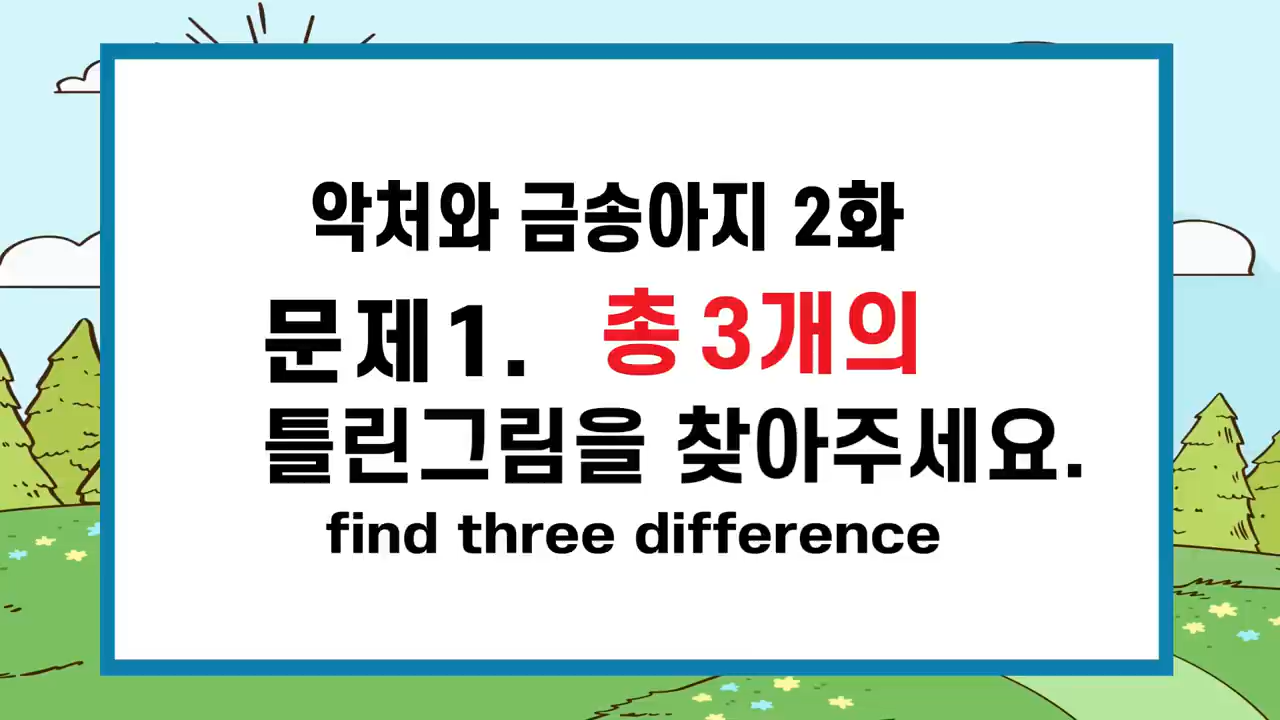 악처와 금송아지 2화
문제1. 총 3개의
틀린그림을 찾아주세요.
find three difference